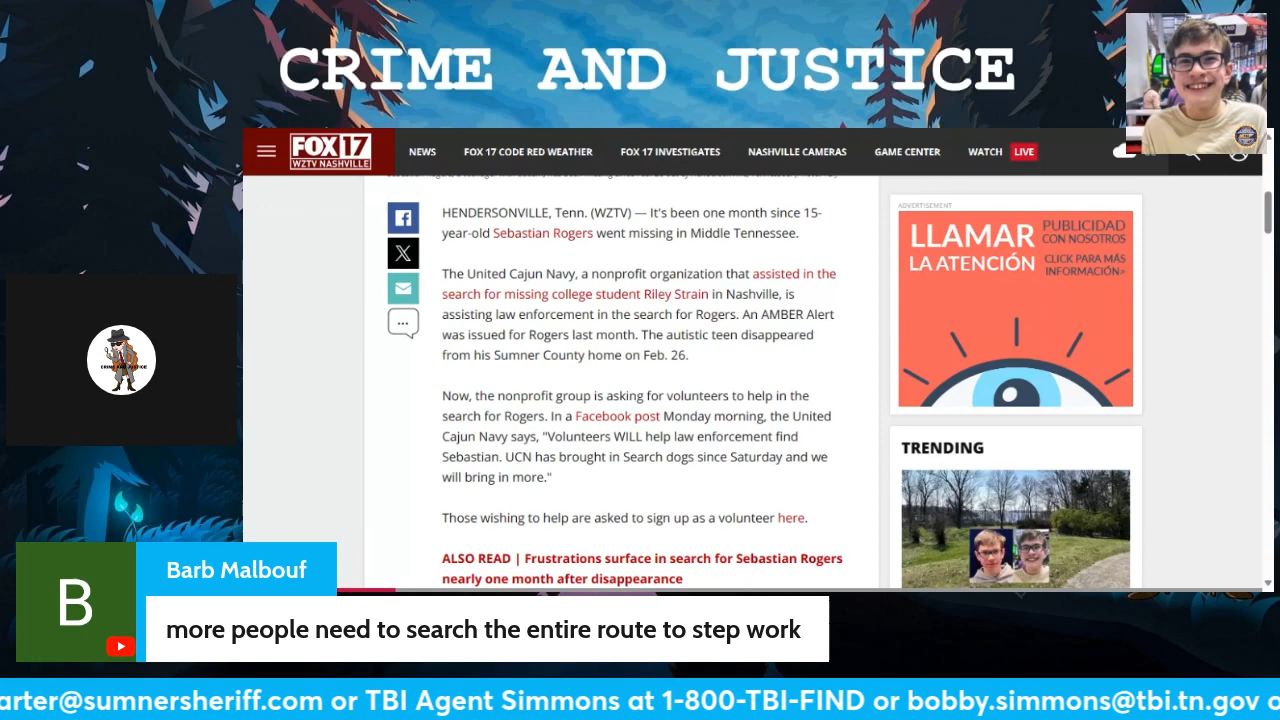 CRIME AND JUSTICE
FOX 17
WZTV NASHVILLE
NEWS FOX 17 CODE RED WEATHER FOX 17 INVESTIGATES NASHVILLE CAMERAS GAME CENTER WATCH LIVE
HENDERSONVILLE, Tenn. (WZTV) — It's been one month since 15-
year-old Sebastian Rogers went missing in Middle Tennessee.
The United Cajun Navy, a nonprofit organization that assisted in the
search for missing college student Riley Strain in Nashville, is
assisting law enforcement in the search for Rogers. An AMBER Alert
was issued for Rogers last month. The autistic teen disappeared
from his Sumner County home on Feb. 26.
Now, the nonprofit group is asking for volunteers to help in the
search for Rogers. In a Facebook post Monday morning, the United
Cajun Navy says, "Volunteers WILL help law enforcement find
Sebastian. UCN has brought in Search dogs since Saturday and we
will bring in more."
Those wishing to help are asked to sign up as a volunteer here.
ALSO READ | Frustrations surface in search for Sebastian Rogers
nearly one month after disappearance
ADVERTISEMENT
LLAMAR
LA ATENCIÓN
PUBLICIDAD
CON NOSOTROS
CLICK PARA MÁS
INFORMACIÓN>
TRENDING
CRIME AND JUSTICE
B
Barb Malbouf
more people need to search the entire route to step work
arter@sumnersheriff.com or TBI Agent Simmons at 1-800-TBI-FIND or bobby.simmons@tbi.tn.gov